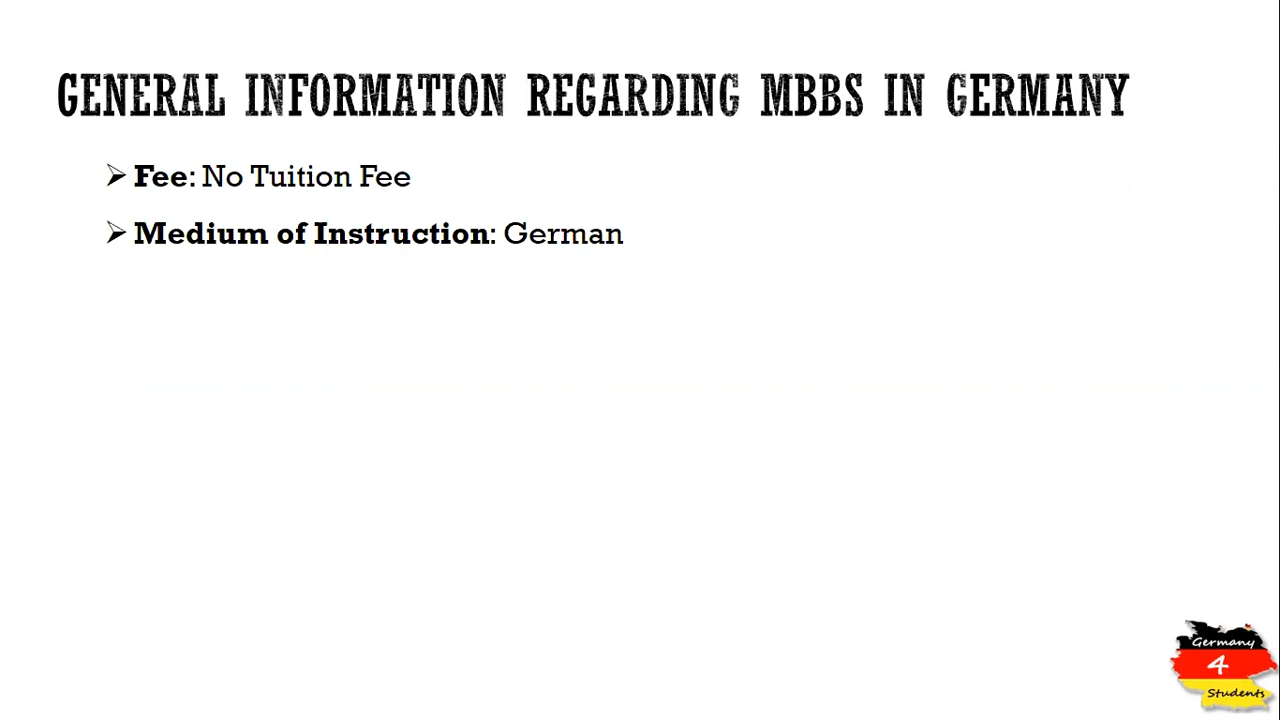 GENERAL INFORMATION REGARDING MBBS IN GERMANY
Fee: No Tuition Fee
Medium of Instruction: German
Germany
4
Students